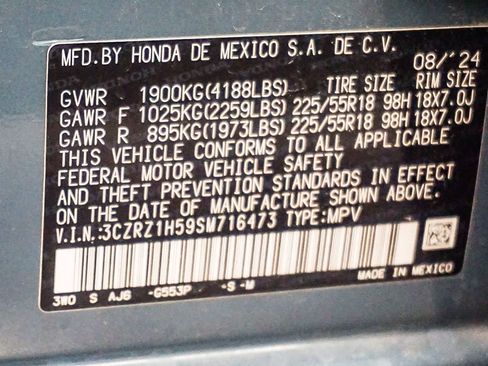 MFD.BY HONDA DE MEXICO S.A. DE C.V. 08/'24
GVWR 1900KG(4188LBS) TIRE SIZE RIM SIZE
GAWR F 1025KG(2259LBS) 225/55R18 98H 18X7.0J
GAWR R 895KG(1973LBS) 225/55R18 98H 18X7.0J
THIS VEHICLE CONFORMS TO ALL APPLICABLE
FEDERAL MOTOR VEHICLE SAFETY
AND THEFT PREVENTION STANDARDS IN EFFECT
ON THE DATE OF MANUFACTURE SHOWN ABOVE.
V.I.N.:3CZRZ1H59SM716473 TYPE:MPV
MADE IN MEXICO
3WO S AJ6 -G553P -S -M